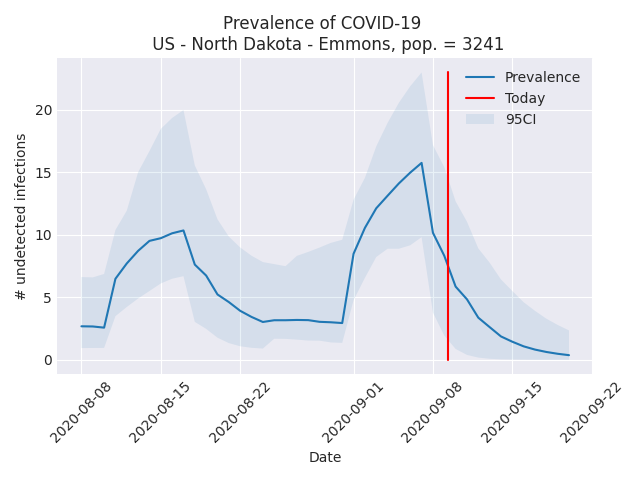 Prevalence of COVID-19
US - North Dakota - Emmons, pop. = 3241
Prevalence
Today
95CI
# undetected infections
20
15
10
5
0
2020-08-08
2020-08-15
2020-08-22
2020-09-01
2020-09-08
2020-09-15
2020-09-22
Date